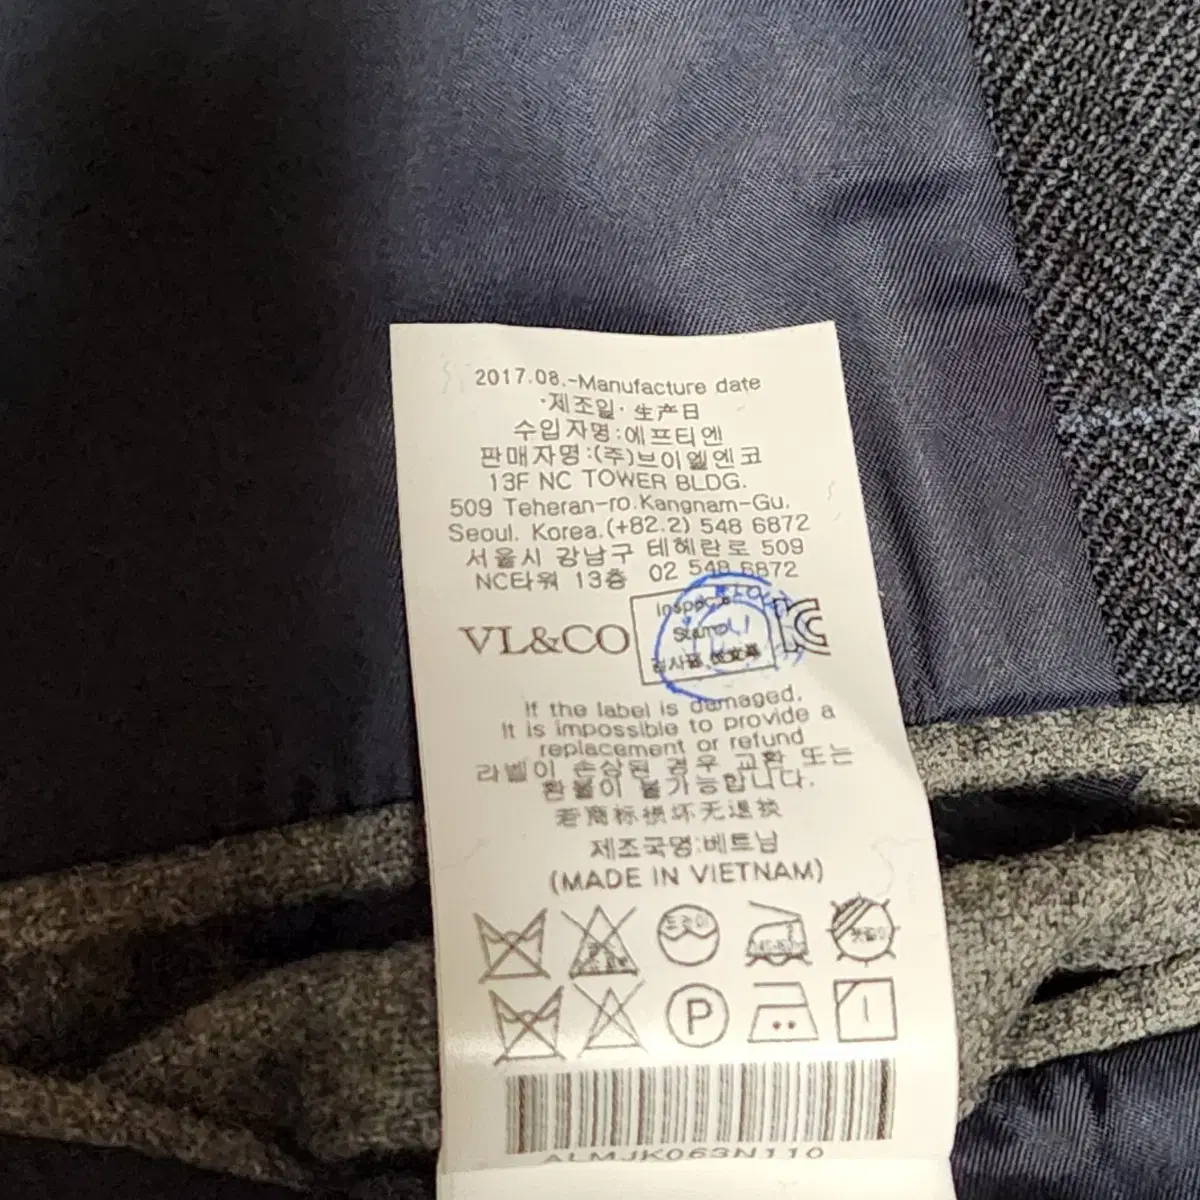 2017.08.-Manufacture date
·제조일· 生产日
수입자명:에프티엔
판매자명:(주)브이엘엔코
13F NC TOWER BLDG.
509 Teheran-ro.Kangnam-Gu.
Seoul. Korea.(+82.2) 548 6872
서울시 강남구 테헤란로 509
NC타워 13층 02 548 6872
VL&CO
Stamp
KC
If the label is damaged.
It is impossible to provide a
replacement or refund
라벨이 손상된 경우 교환 또는
환불이 불가능합니다.
若商标损坏无退换
제조국명:베트남
(MADE IN VIETNAM)
드라이
P
ALMJK063N110